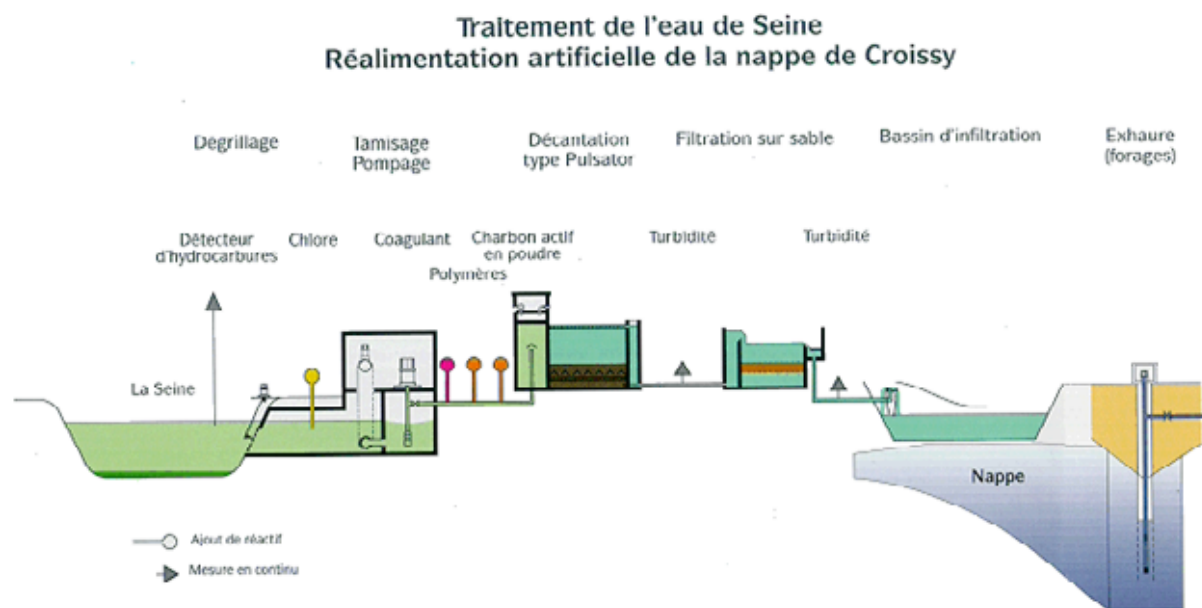 Traitement de l'eau de Seine
Réalimentation artificielle de la nappe de Croissy
Dégrillage
Tamisage
Pompage
Décantation
type Pulsator
Filtration sur sable
Bassin d'infiltration
Exhaure
(forages)
Détecteur
d'hydrocarbures
Chlore
Coagulant
Polymères
Charbon actif
en poudre
Turbidité
Turbidité
La Seine
Nappe
Ajout de réactif
Mesure en continu